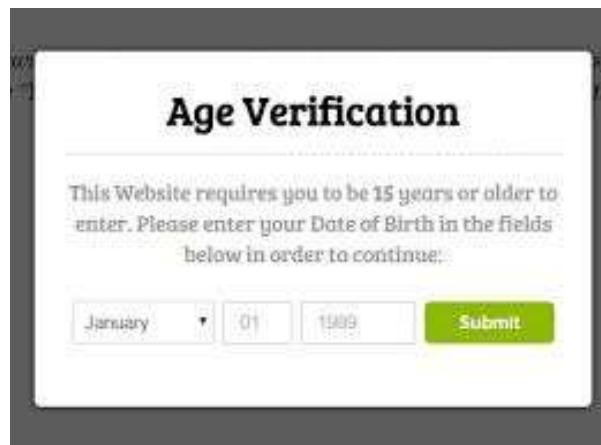 Age Verification
This Website requires you to be 15 years or older to
enter. Please enter your Date of Birth in the fields
below in order to continue:
January 01 1989 Submit